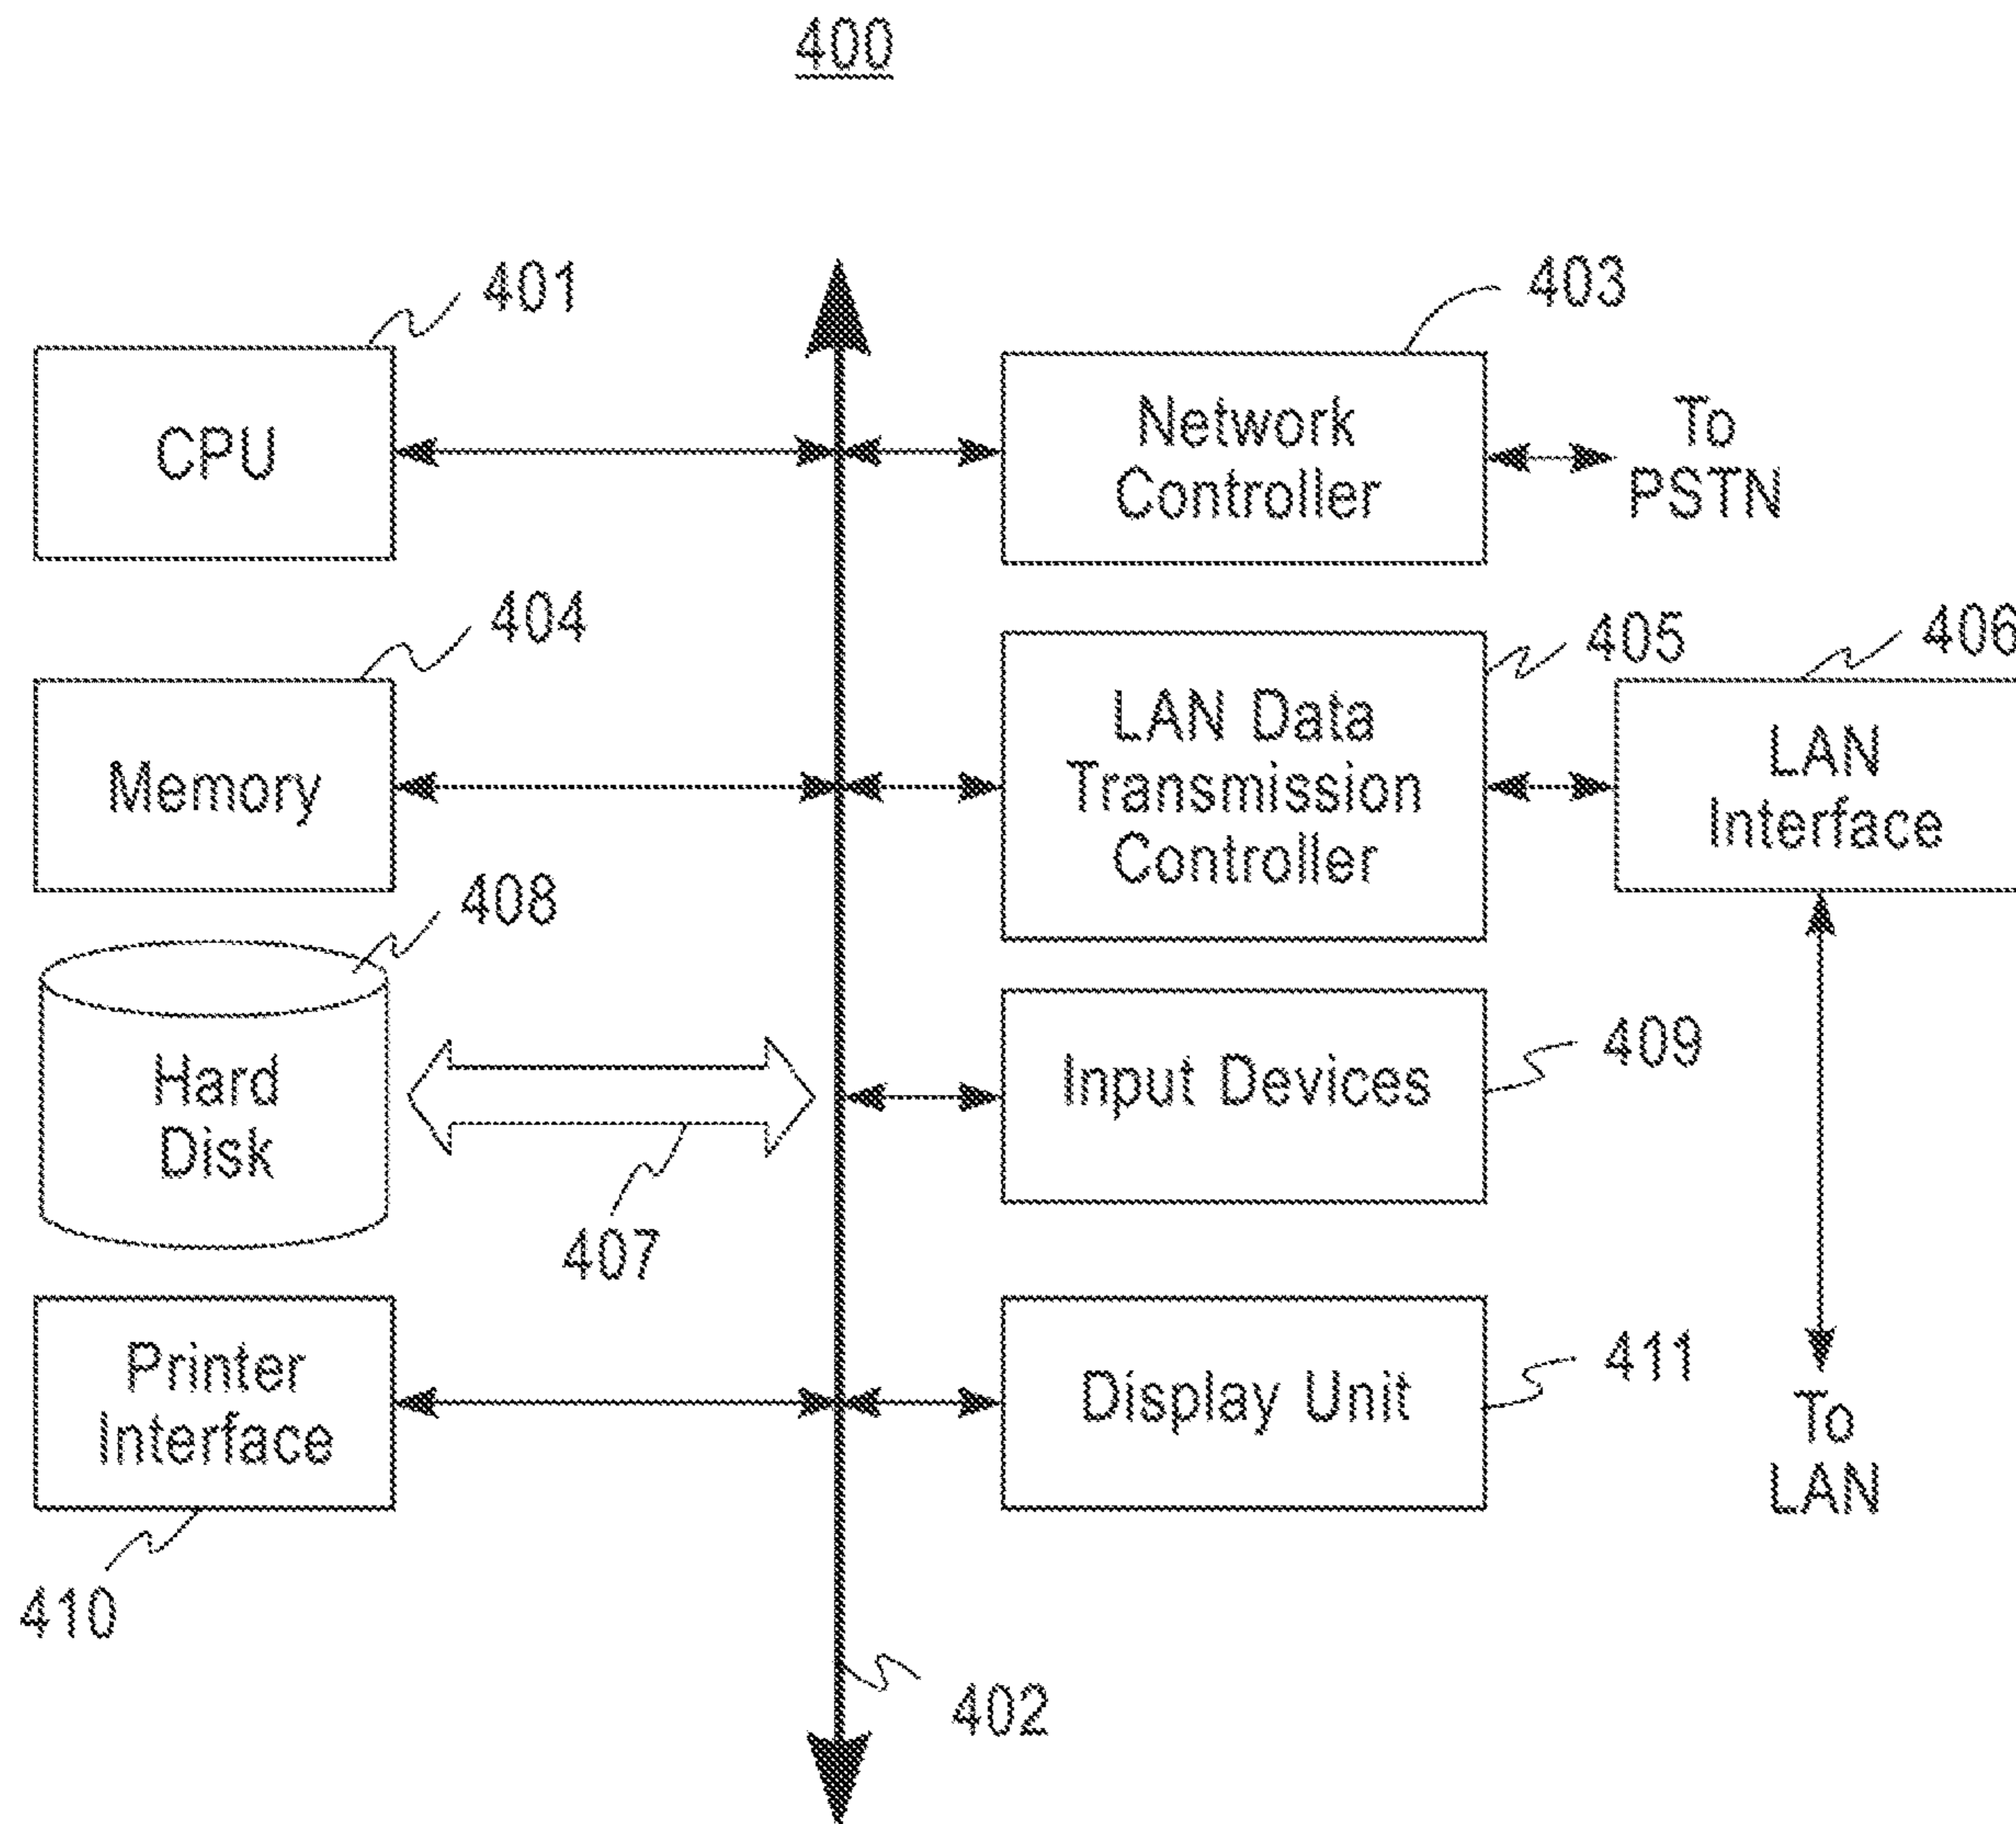 400
401
CPU
403
Network
Controller
To
PSTN
404
Memory
405
LAN Data
Transmission
Controller
406
LAN
Interface
408
Hard
Disk
407
409
Input Devices
Printer
Interface
410
411
Display Unit
To
LAN
402